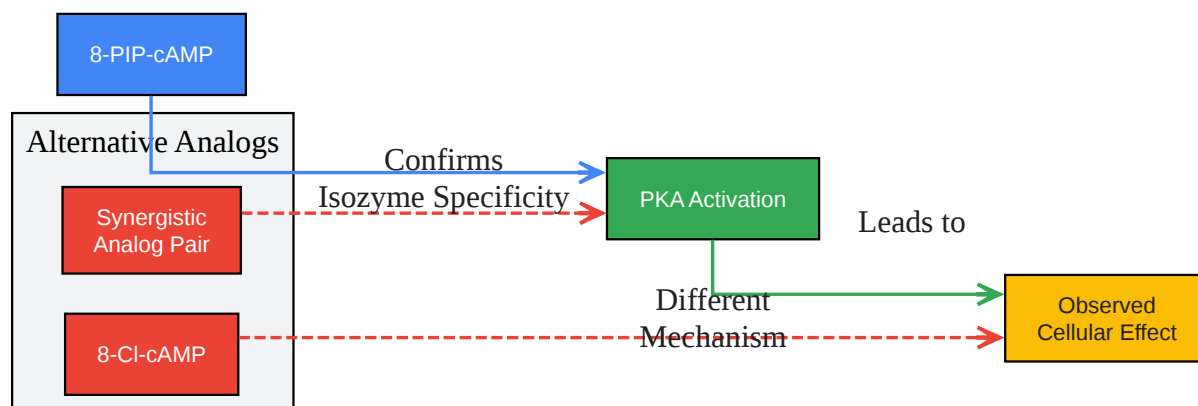 8-PIP-cAMP
Alternative Analogs
Confirms
Isozyme Specificity
Synergistic
Analog Pair
PKA Activation
Leads to
Different
Mechanism
8-Cl-cAMP
Observed
Cellular Effect